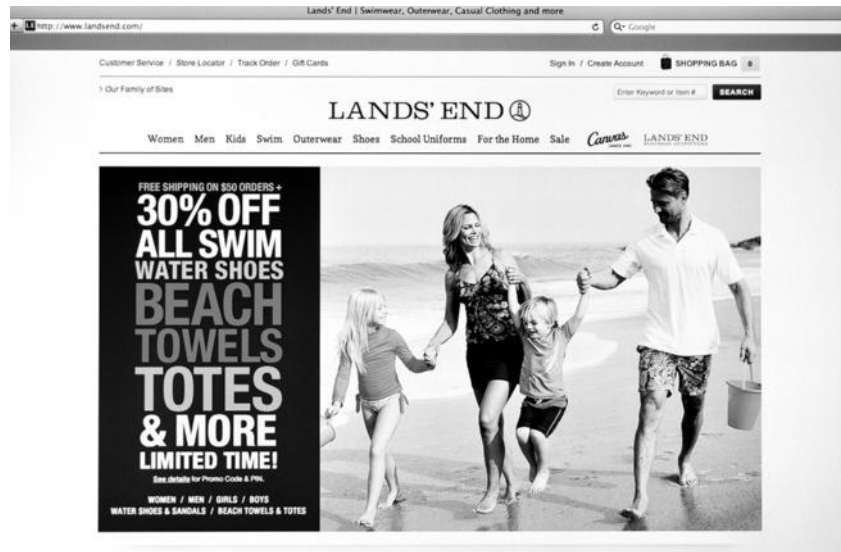 Lands' End | Swimwear, Outerwear, Casual Clothing and more
http://www.landsend.com/
Google
Customer Service / Store Locator / Track Order / Gift Cards
Sign In / Create Account
SHOPPING BAG 0
> Our Family of Sites
Enter Keyword or Item #
SEARCH
LANDS' END
Women Men Kids Swim Outerwear Shoes School Uniforms For the Home Sale Canvas LANDS' END LANDS' END BUSINESS OUTFITTERS
FREE SHIPPING ON $50 ORDERS +
30% OFF
ALL SWIM
WATER SHOES
BEACH
TOWELS
TOTES
& MORE
LIMITED TIME!
See details for Promo Code & PIN.
WOMEN / MEN / GIRLS / BOYS
WATER SHOES & SANDALS / BEACH TOWELS & TOTES